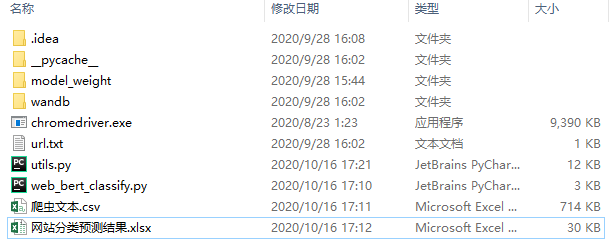 名称 修改日期 类型 大小
.idea 2020/9/28 16:08 文件夹
__pycache__ 2020/9/28 16:02 文件夹
model_weight 2020/9/28 15:44 文件夹
wandb 2020/9/28 16:02 文件夹
chromedriver.exe 2020/8/23 1:23 应用程序 9,390 KB
url.txt 2020/9/28 16:02 文本文档 1 KB
utils.py 2020/10/16 17:21 JetBrains PyChar... 12 KB
web_bert_classify.py 2020/10/16 17:10 JetBrains PyChar... 3 KB
爬虫文本.csv 2020/10/16 17:11 Microsoft Excel ... 714 KB
网站分类预测结果.xlsx 2020/10/16 17:12 Microsoft Excel ... 30 KB